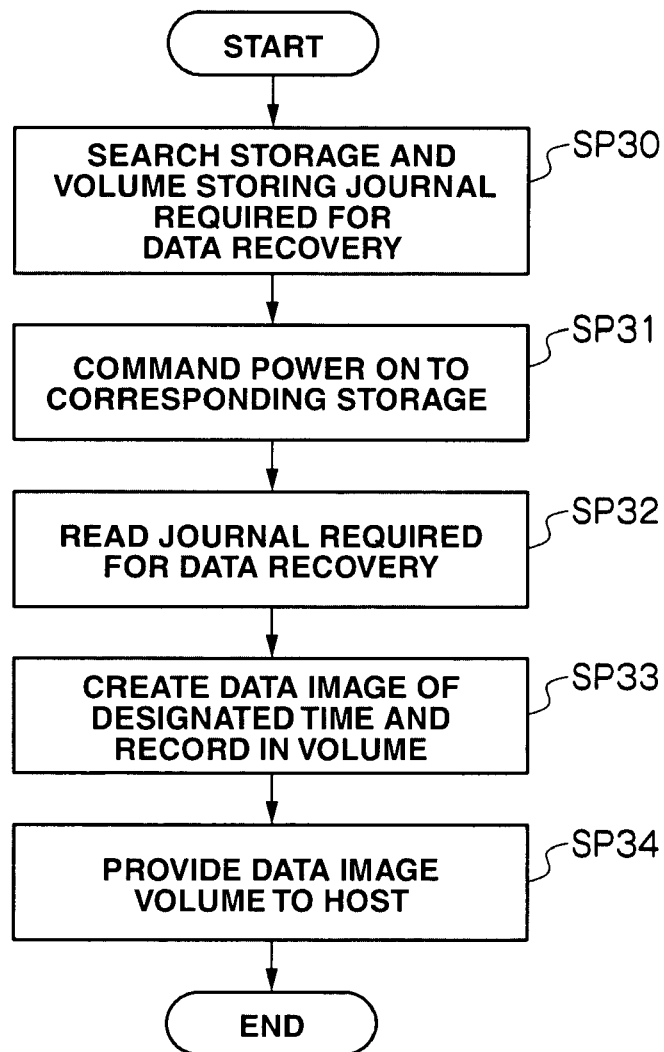 START
SEARCH STORAGE AND
VOLUME STORING JOURNAL
REQUIRED FOR
DATA RECOVERY
SP30
COMMAND POWER ON TO
CORRESPONDING STORAGE
SP31
READ JOURNAL REQUIRED
FOR DATA RECOVERY
SP32
CREATE DATA IMAGE OF
DESIGNATED TIME AND
RECORD IN VOLUME
SP33
PROVIDE DATA IMAGE
VOLUME TO HOST
SP34
END